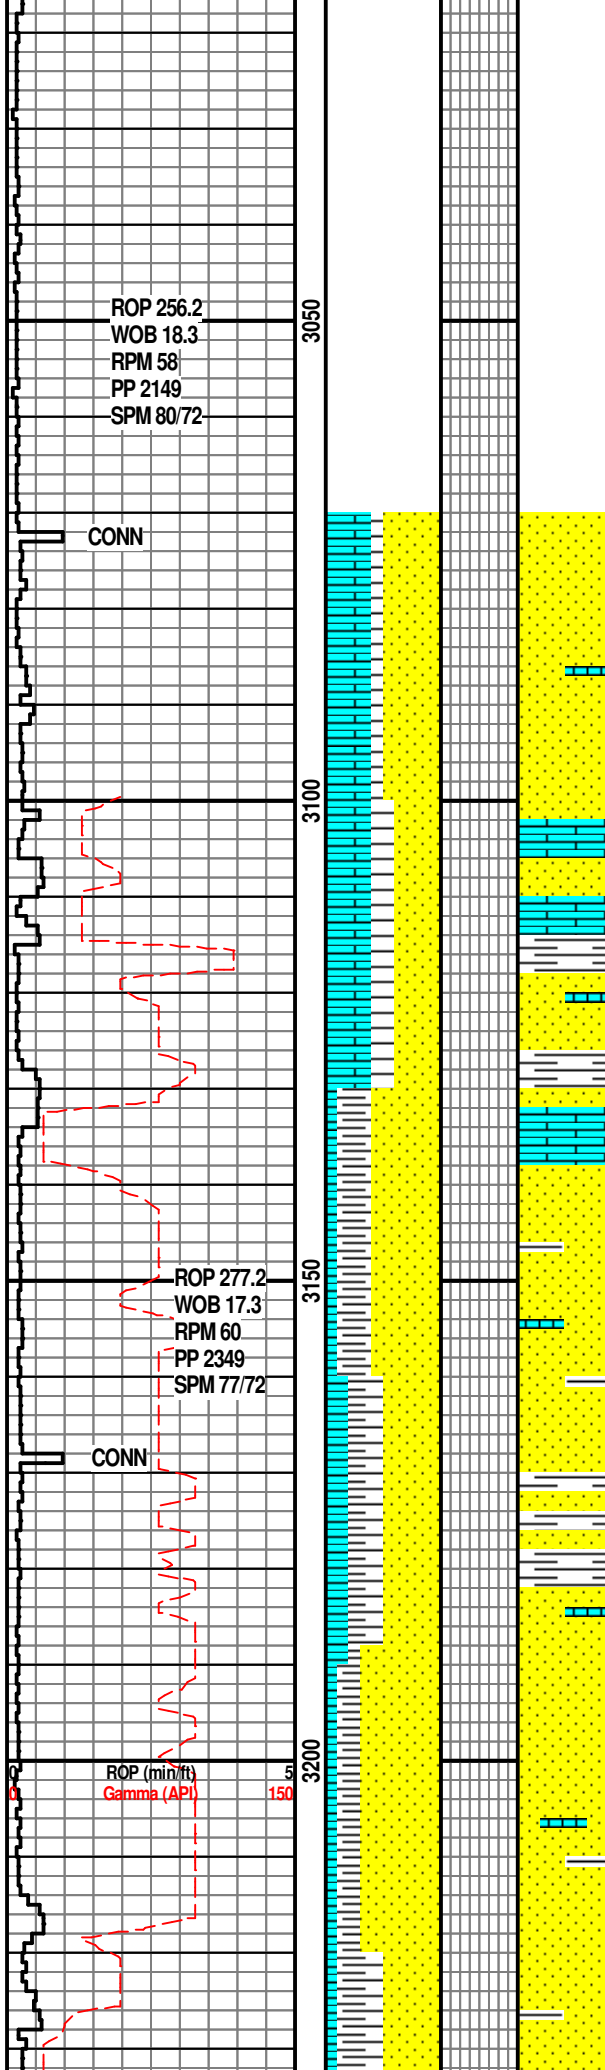 ROP 256.2
WOB 18.3
RPM 58
PP 2149
SPM 80/72
3050
CONN
3100
ROP 277.2
WOB 17.3
RPM 60
PP 2349
SPM 77/72
3150
CONN
3200
0 ROP (min/ft) 5
0 Gamma (API) 150